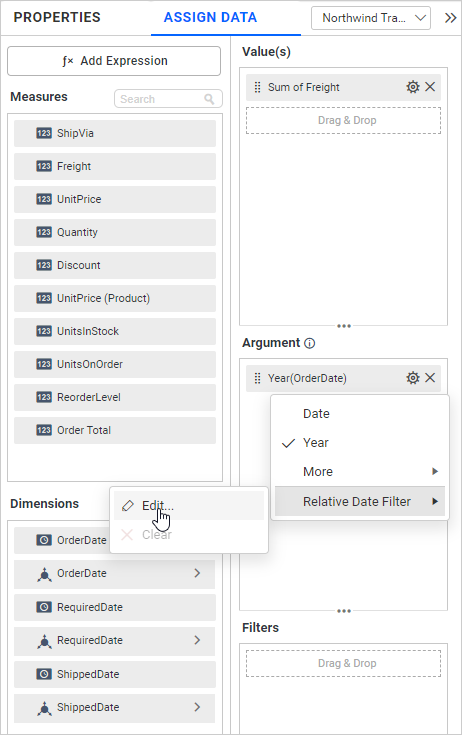 PROPERTIES
ASSIGN DATA
Northwind Tra...
fx Add Expression
Measures
Search
123 ShipVia
123 Freight
123 UnitPrice
123 Quantity
123 Discount
123 UnitPrice (Product)
123 UnitsInStock
123 UnitsOnOrder
123 ReorderLevel
123 Order Total
Dimensions
OrderDate
OrderDate
RequiredDate
RequiredDate
ShippedDate
ShippedDate
Edit...
Clear
Value(s)
Sum of Freight
Drag & Drop
Argument
Year(OrderDate)
Date
Year
More
Relative Date Filter
Filters
Drag & Drop